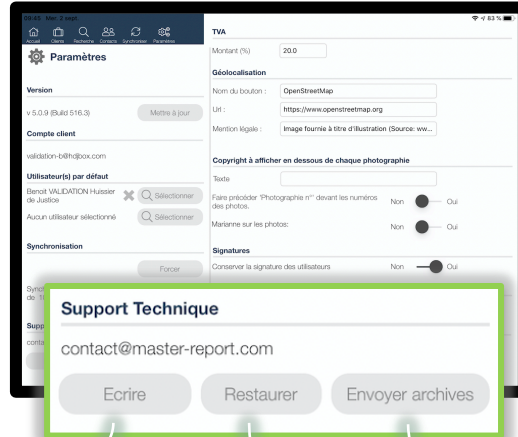 09:45 Mer. 2 sept.
83 %
Accueil
Clients
Recherche
Contacts
Synchroniser
Paramètres
Paramètres
Version
v 5.0.9 (Build 516.3)
Mettre à jour
Compte client
validation-b@hdjbox.com
Utilisateur(s) par défaut
Benoit VALIDATION Huissier
de Justice
Sélectionner
Aucun utilisateur sélectionné
Sélectionner
Synchronisation
Forcer
TVA
Montant (%)
20.0
Géolocalisation
Nom du bouton :
OpenStreetMap
Url :
https://www.openstreetmap.org
Mention légale :
Image fournie à titre d'illustration (Source: ww...
Copyright à afficher en dessous de chaque photographie
Texte
Faire précéder 'Photographie n°' devant les numéros
des photos.
Non
Oui
Marianne sur les photos:
Non
Oui
Signatures
Conserver la signature des utilisateurs
Non
Oui
Support Technique
contact@master-report.com
Ecrire
Restaurer
Envoyer archives